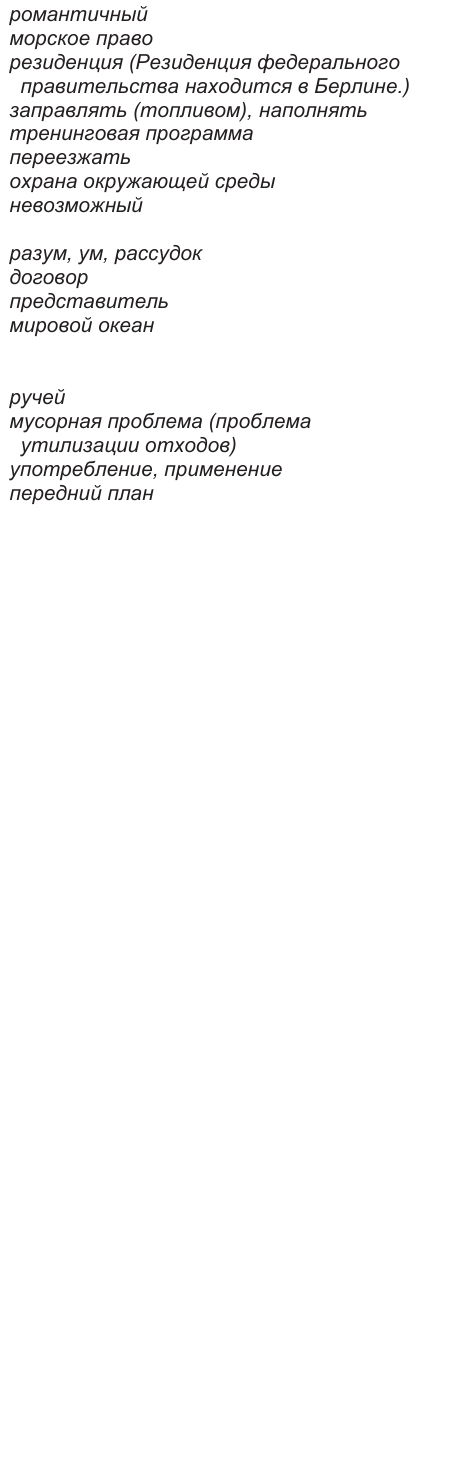 романтичный
морское право
резиденция (Резиденция федерального
правительства находится в Берлине.)
заправлять (топливом), наполнять
тренинговая программа
переезжать
охрана окружающей среды
невозможный
разум, ум, рассудок
договор
представитель
мировой океан
ручей
мусорная проблема (проблема
утилизации отходов)
употребление, применение
передний план